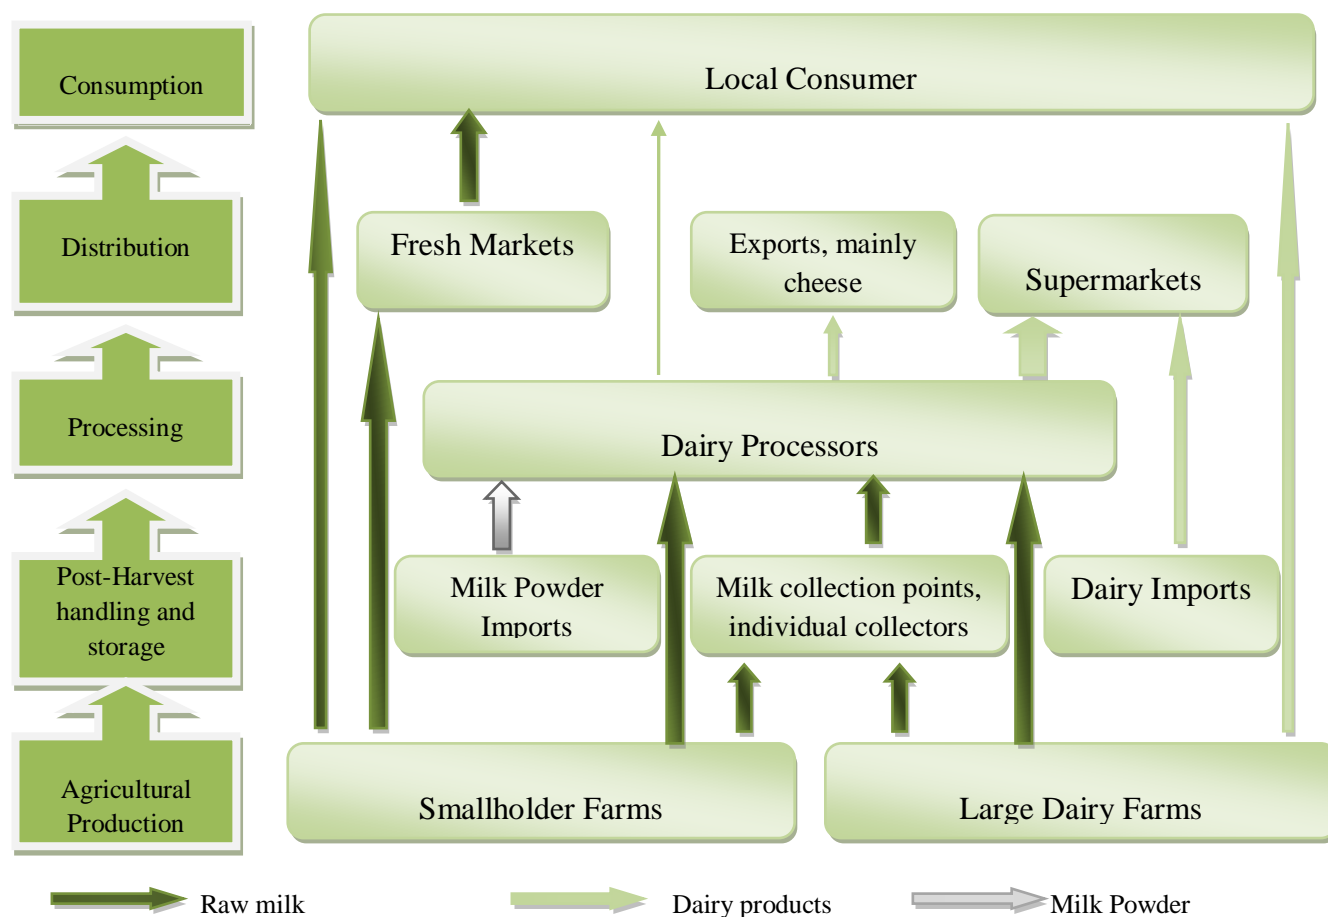 Consumption
Local Consumer
Distribution
Fresh Markets
Exports, mainly
cheese
Supermarkets
Processing
Dairy Processors
Post-Harvest
handling and
storage
Milk Powder
Imports
Milk collection points,
individual collectors
Dairy Imports
Agricultural
Production
Smallholder Farms
Large Dairy Farms
Raw milk
Dairy products
Milk Powder